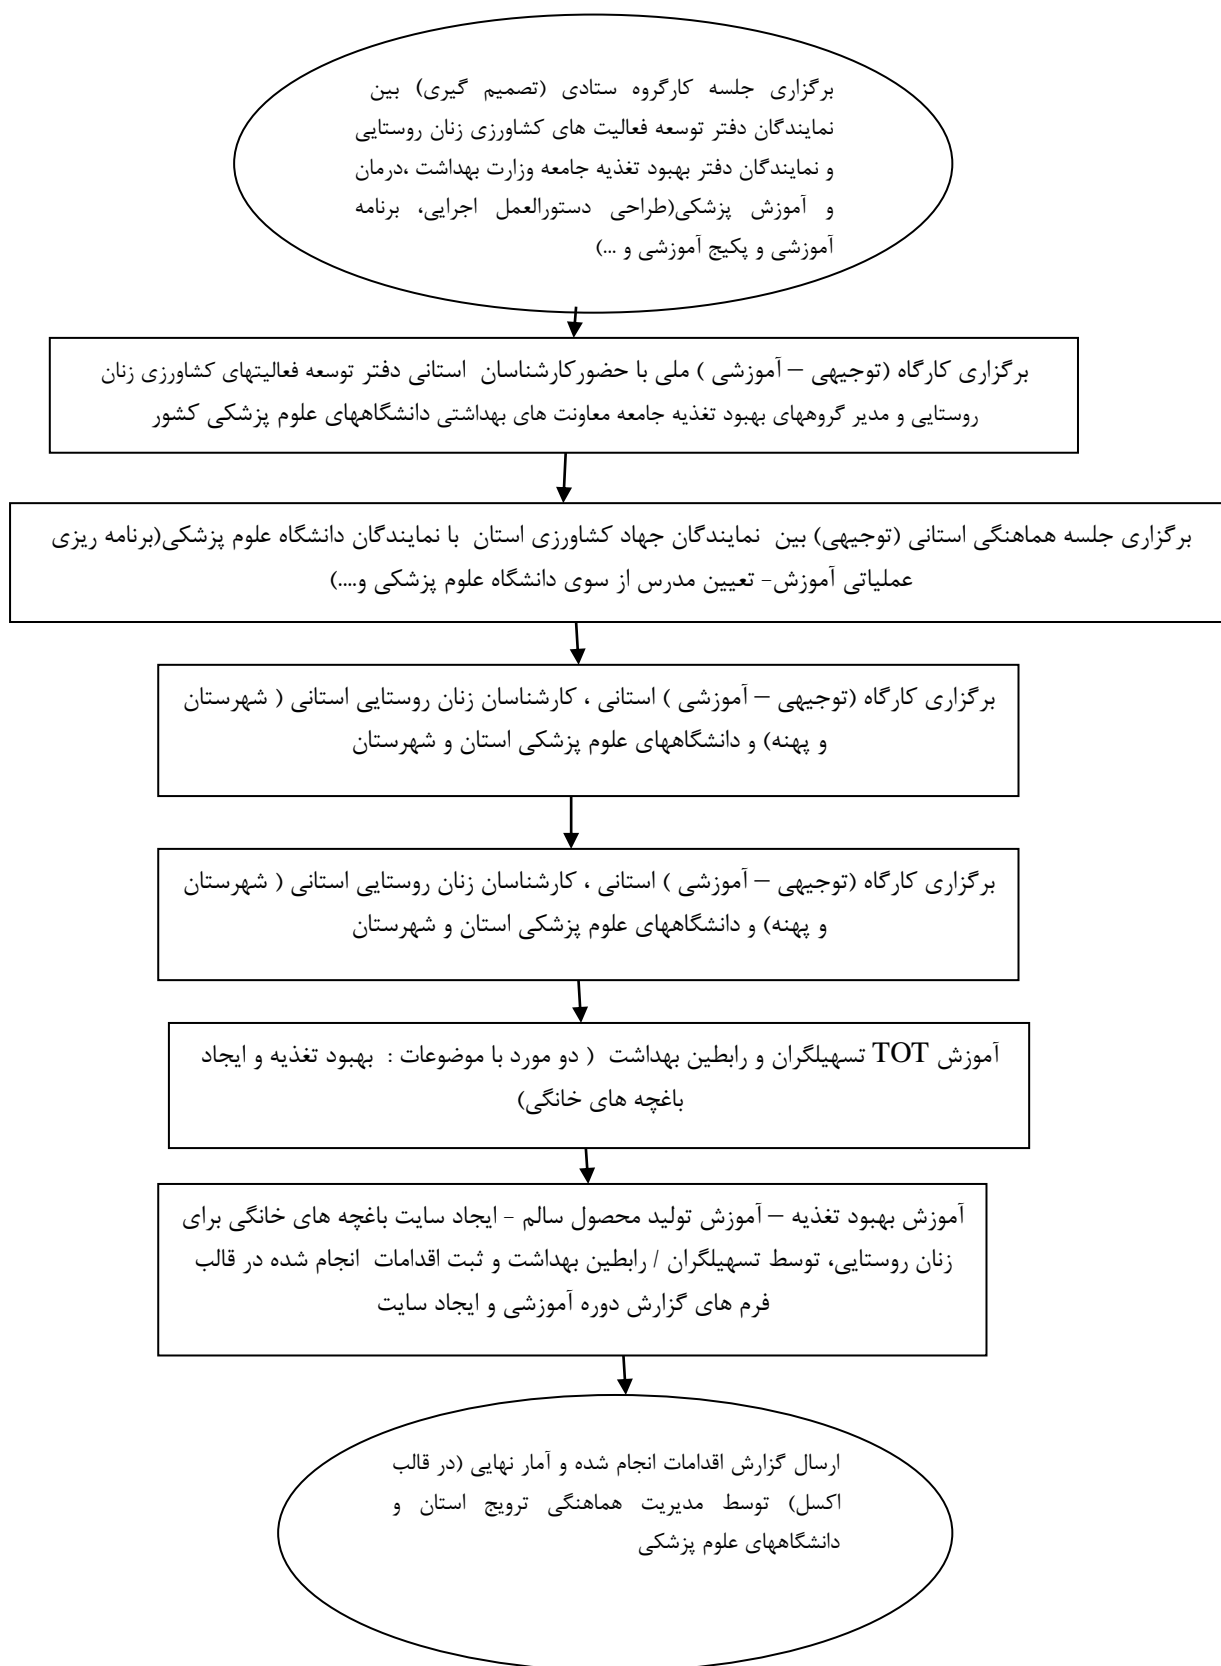 برگزاری جلسه کارگروه ستادی (تصمیم گیری) بین
نمایندگان دفتر توسعه فعالیت های کشاورزی زنان روستایی
و نمایندگان دفتر بهبود تغذیه جامعه وزارت بهداشت ،درمان
و آموزش پزشکی(طراحی دستورالعمل اجرایی، برنامه
آموزشی و پکیج آموزشی و ...)
برگزاری کارگاه (توجیهی – آموزشی ) ملی با حضورکارشناسان استانی دفتر توسعه فعالیتهای کشاورزی زنان
روستایی و مدیر گروههای بهبود تغذیه جامعه معاونت های بهداشتی دانشگاههای علوم پزشکی کشور
برگزاری جلسه هماهنگی استانی (توجیهی) بین نمایندگان جهاد کشاورزی استان با نمایندگان دانشگاه علوم پزشکی(برنامه ریزی
عملیاتی آموزش- تعیین مدرس از سوی دانشگاه علوم پزشکی و....)
برگزاری کارگاه (توجیهی – آموزشی ) استانی ، کارشناسان زنان روستایی استانی ( شهرستان
و پهنه) و دانشگاههای علوم پزشکی استان و شهرستان
برگزاری کارگاه (توجیهی – آموزشی ) استانی ، کارشناسان زنان روستایی استانی ( شهرستان
و پهنه) و دانشگاههای علوم پزشکی استان و شهرستان
آموزش TOT تسهیلگران و رابطین بهداشت ( دو مورد با موضوعات : بهبود تغذیه و ایجاد
باغچه های خانگی)
آموزش بهبود تغذیه – آموزش تولید محصول سالم - ایجاد سایت باغچه های خانگی برای
زنان روستایی، توسط تسهیلگران / رابطین بهداشت و ثبت اقدامات انجام شده در قالب
فرم های گزارش دوره آموزشی و ایجاد سایت
ارسال گزارش اقدامات انجام شده و آمار نهایی (در قالب
اکسل) توسط مدیریت هماهنگی ترویج استان و
دانشگاههای علوم پزشکی